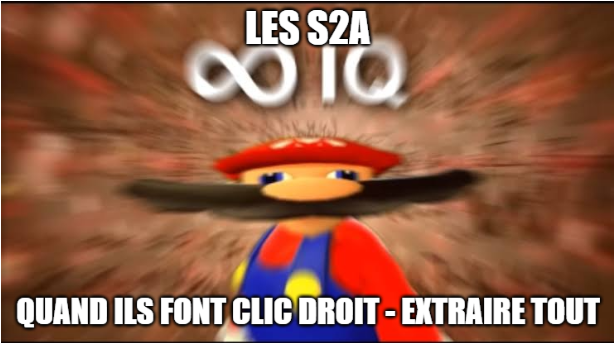 LES S2A
∞ IQ
QUAND ILS FONT CLIC DROIT - EXTRAIRE TOUT